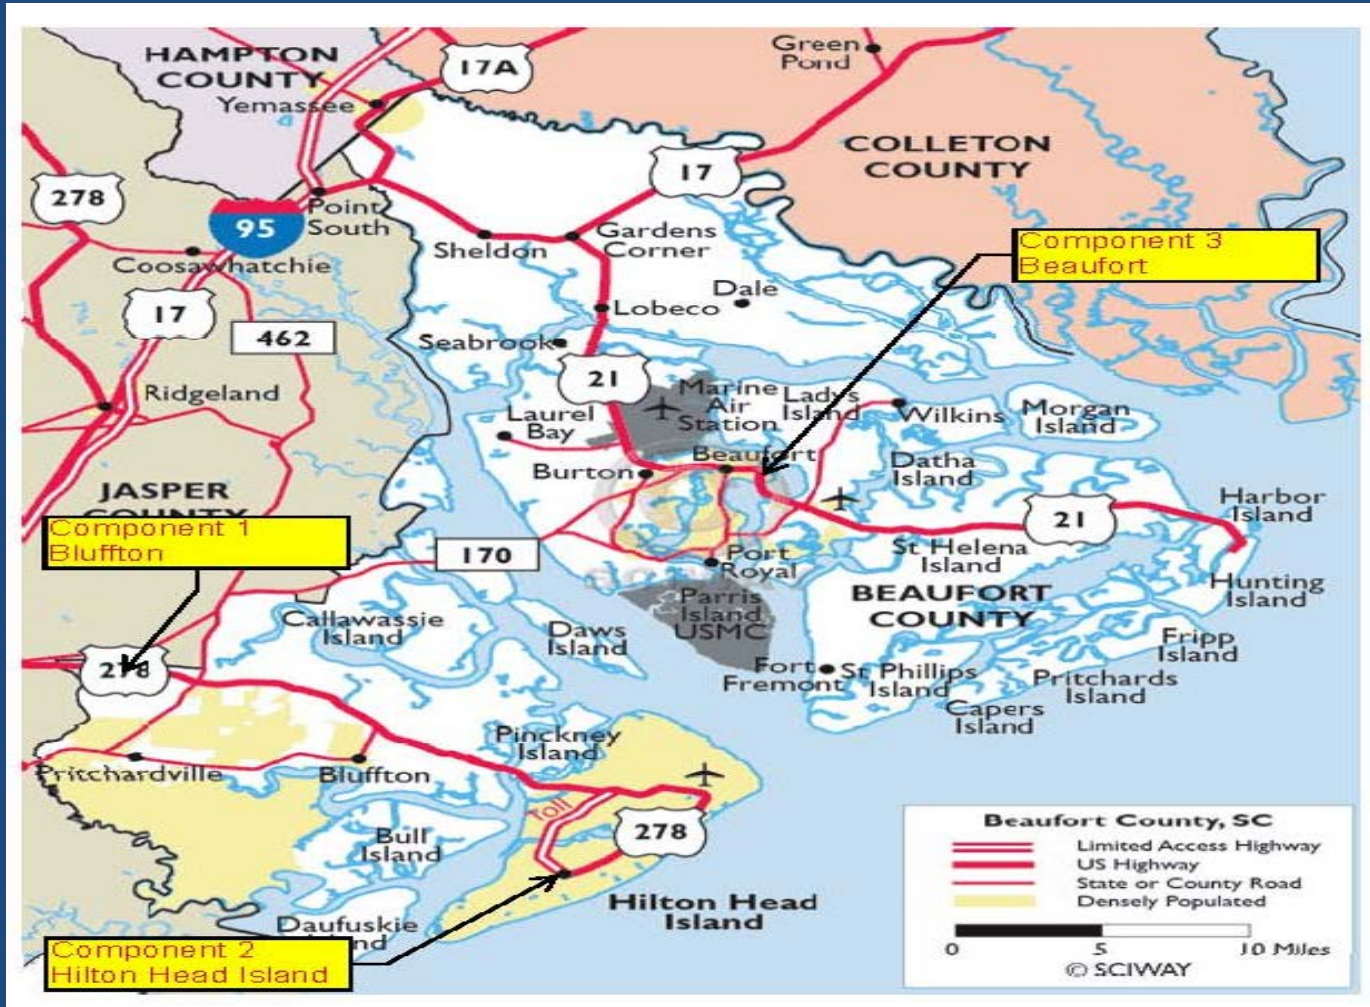 HAMPTON
COUNTY
Yemassee
17A
Green
Pond
COLLETON
COUNTY
17
278
95
Point
South
Sheldon
Gardens
Corner
Component 3
Beaufort
Coosawhatchie
17
462
Lobeco
Dale
Seabrook
21
Ridgeland
Marine
Air
Station
Ladys
Island
Wilkins
Morgan
Island
Laurel
Bay
Burton
Beaufort
Datha
Island
JASPER
Component 1
Bluffton
170
21
Harbor
Island
St Helena
Island
Port
Royal
BEAUFORT
COUNTY
Hunting
Island
Parris
Island
USMC
Callawassie
Island
Daws
Island
Fripp
Island
278
Fort
Fremont
St Phillips
Island
Pritchards
Island
Capers
Island
Pinckney
Island
Pritchardville
Bluffton
Toll
278
Bull
Island
Hilton Head
Island
Daufuskie
Component 2
Hilton Head Island
Beaufort County, SC
Limited Access Highway
US Highway
State or County Road
Densely Populated
0 5 10 Miles
© SCIWAY